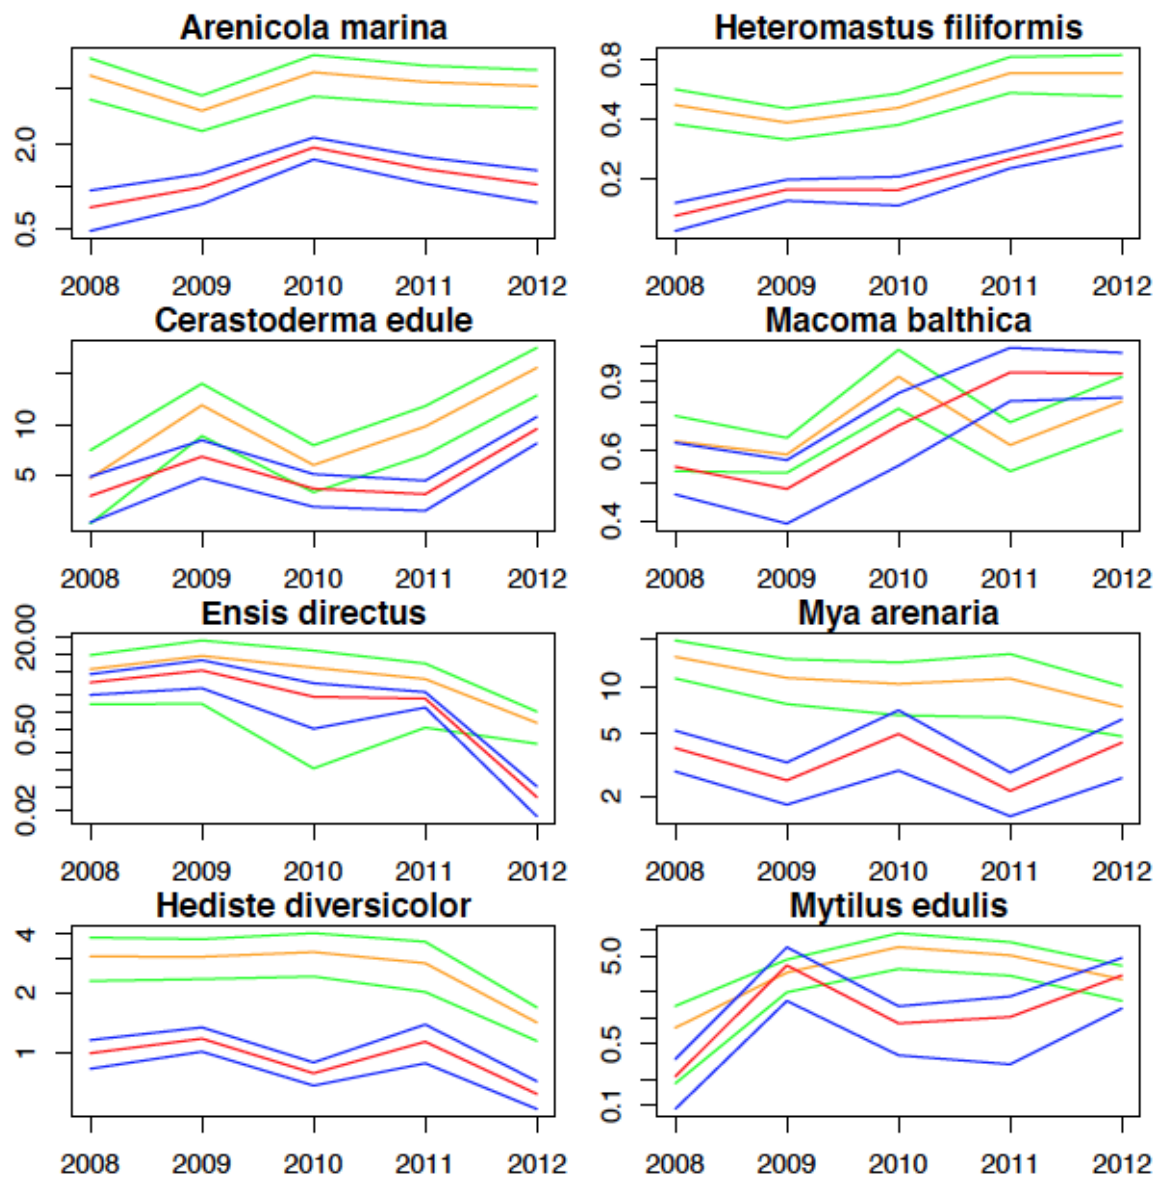 Arenicola marina
2.0
0.5
2008 2009 2010 2011 2012
Heteromastus filiformis
0.8
0.4
0.2
2008 2009 2010 2011 2012
Cerastoderma edule
10
5
2008 2009 2010 2011 2012
Macoma balthica
0.9
0.6
0.4
2008 2009 2010 2011 2012
Ensis directus
20.00
0.50
0.02
2008 2009 2010 2011 2012
Mya arenaria
10
5
2
2008 2009 2010 2011 2012
Hediste diversicolor
4
2
1
2008 2009 2010 2011 2012
Mytilus edulis
5.0
0.5
0.1
2008 2009 2010 2011 2012